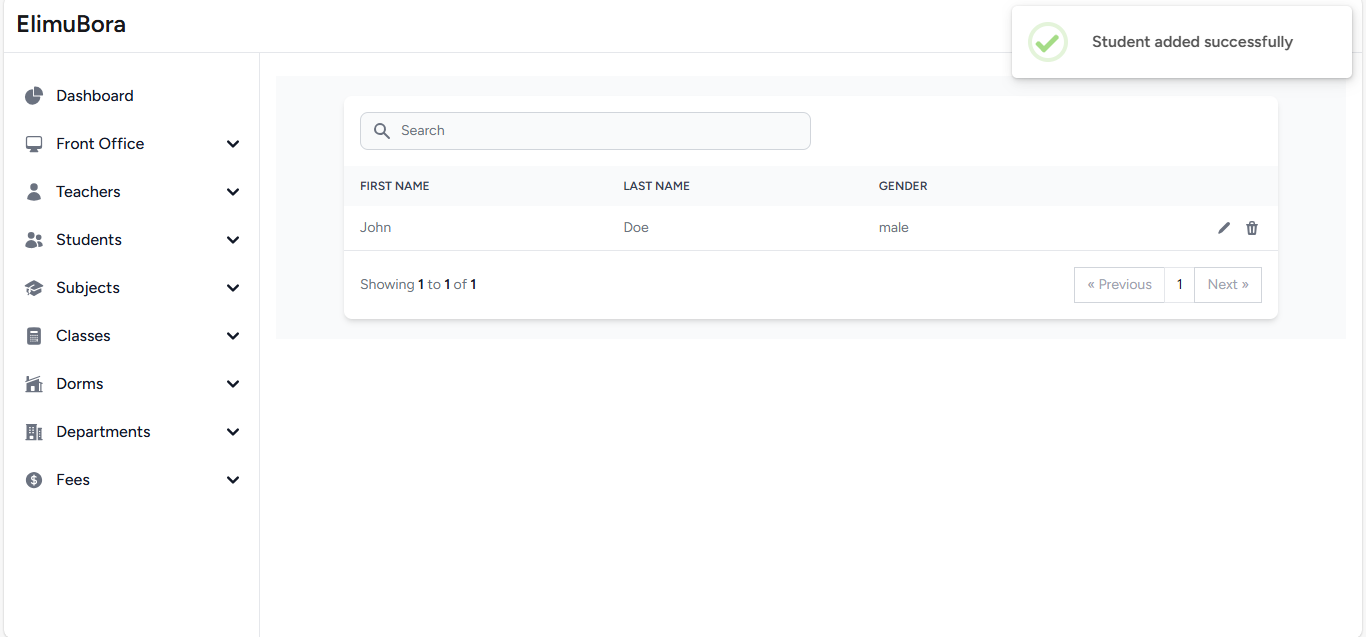 ElimuBora
Student added successfully
Dashboard
Front Office
Teachers
Students
Subjects
Classes
Dorms
Departments
Fees
Search
FIRST NAME LAST NAME GENDER
John Doe male
Showing 1 to 1 of 1
« Previous 1 Next »